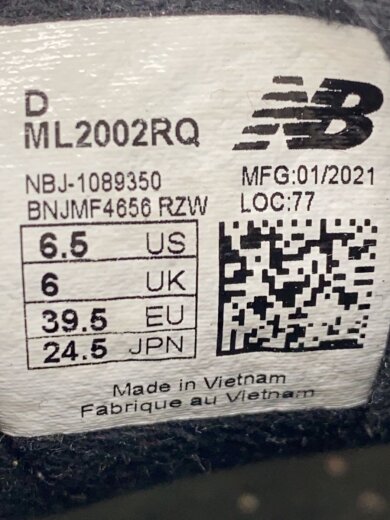 D
ML2002RQ
NB
NBJ-1089350
BNJMF4656 RZW
MFG:01/2021
LOC:77
6.5 US
6 UK
39.5 EU
24.5 JPN
Made in Vietnam
Fabrique au Vietnam